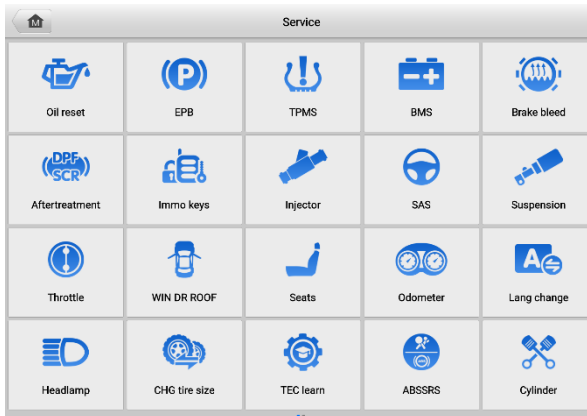 M
Service
Oil reset
P
EPB
TPMS
BMS
Brake bleed
DPF
SCR
Aftertreatment
Immo keys
Injector
SAS
Suspension
Throttle
WIN DR ROOF
Seats
Odometer
A
Lang change
Headlamp
CHG tire size
TEC learn
ABSSRS
Cylinder